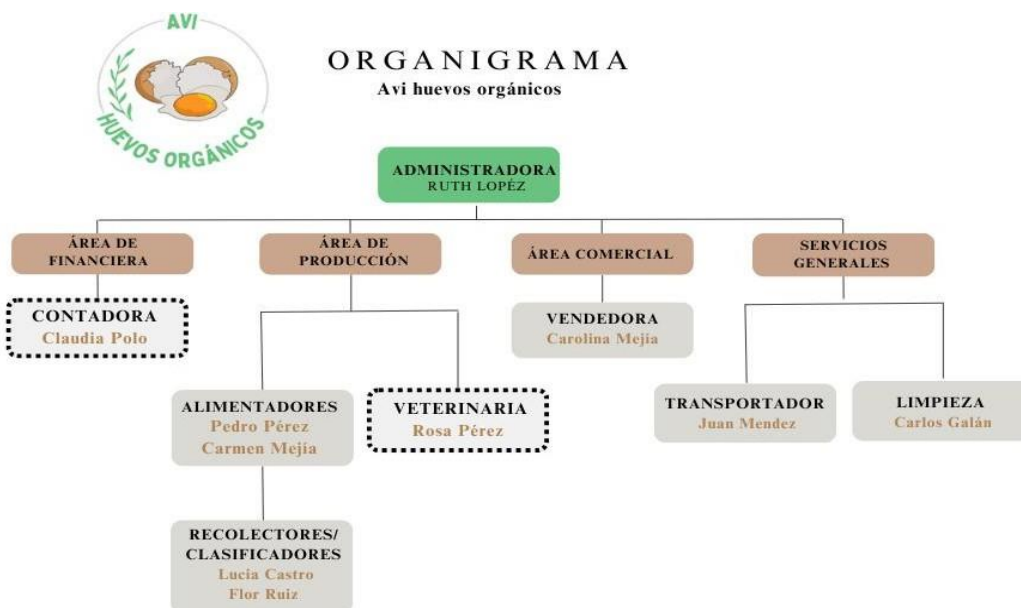 AVI
HUEVOS ORGÁNICOS
ORGANIGRAMA
Avi huevos orgánicos
ADMINISTRADORA
RUTH LOPÉZ
ÁREA DE
FINANCIERA
ÁREA DE
PRODUCCIÓN
ÁREA COMERCIAL
SERVICIOS
GENERALES
CONTADORA
Claudia Polo
VENDEDORA
Carolina Mejía
ALIMENTADORES
Pedro Pérez
Carmen Mejía
VETERINARIA
Rosa Pérez
TRANSPORTADOR
Juan Mendez
LIMPIEZA
Carlos Galán
RECOLECTORES/
CLASIFICADORES
Lucía Castro
Flor Ruiz